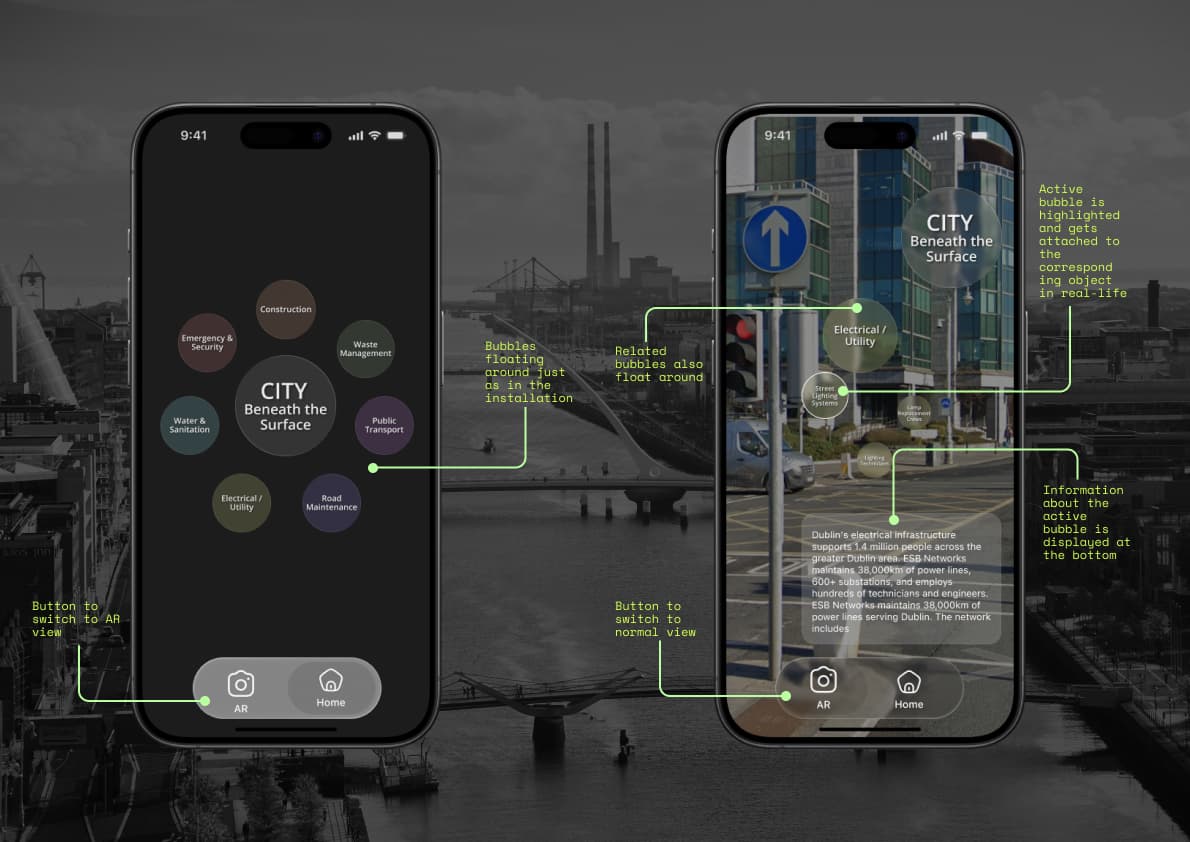 9:41
Construction
Emergency &
Security
Waste
Management
CITY
Beneath the
Surface
Water &
Sanitation
Public
Transport
Electrical /
Utility
Road
Maintenance
AR
Home
Bubbles
floating
around just
as in the
installation
Button to
switch to AR
view
9:41
CITY
Beneath the
Surface
Electrical /
Utility
Street
Lighting
Systems
Lamp
Replacement
Crews
Lighting
Technicians
Dublin's electrical infrastructure
supports 1.4 million people across the
greater Dublin area. ESB Networks
maintains 38,000km of power lines,
600+ substations, and employs
hundreds of technicians and engineers.
ESB Networks maintains 38,000km of
power lines serving Dublin. The network
includes
AR
Home
Related
bubbles also
float around
Active
bubble is
highlighted
and gets
attached to
the
correspond
ing object
in real-life
Information
about the
active
bubble is
displayed at
the bottom
Button to
switch to
normal view